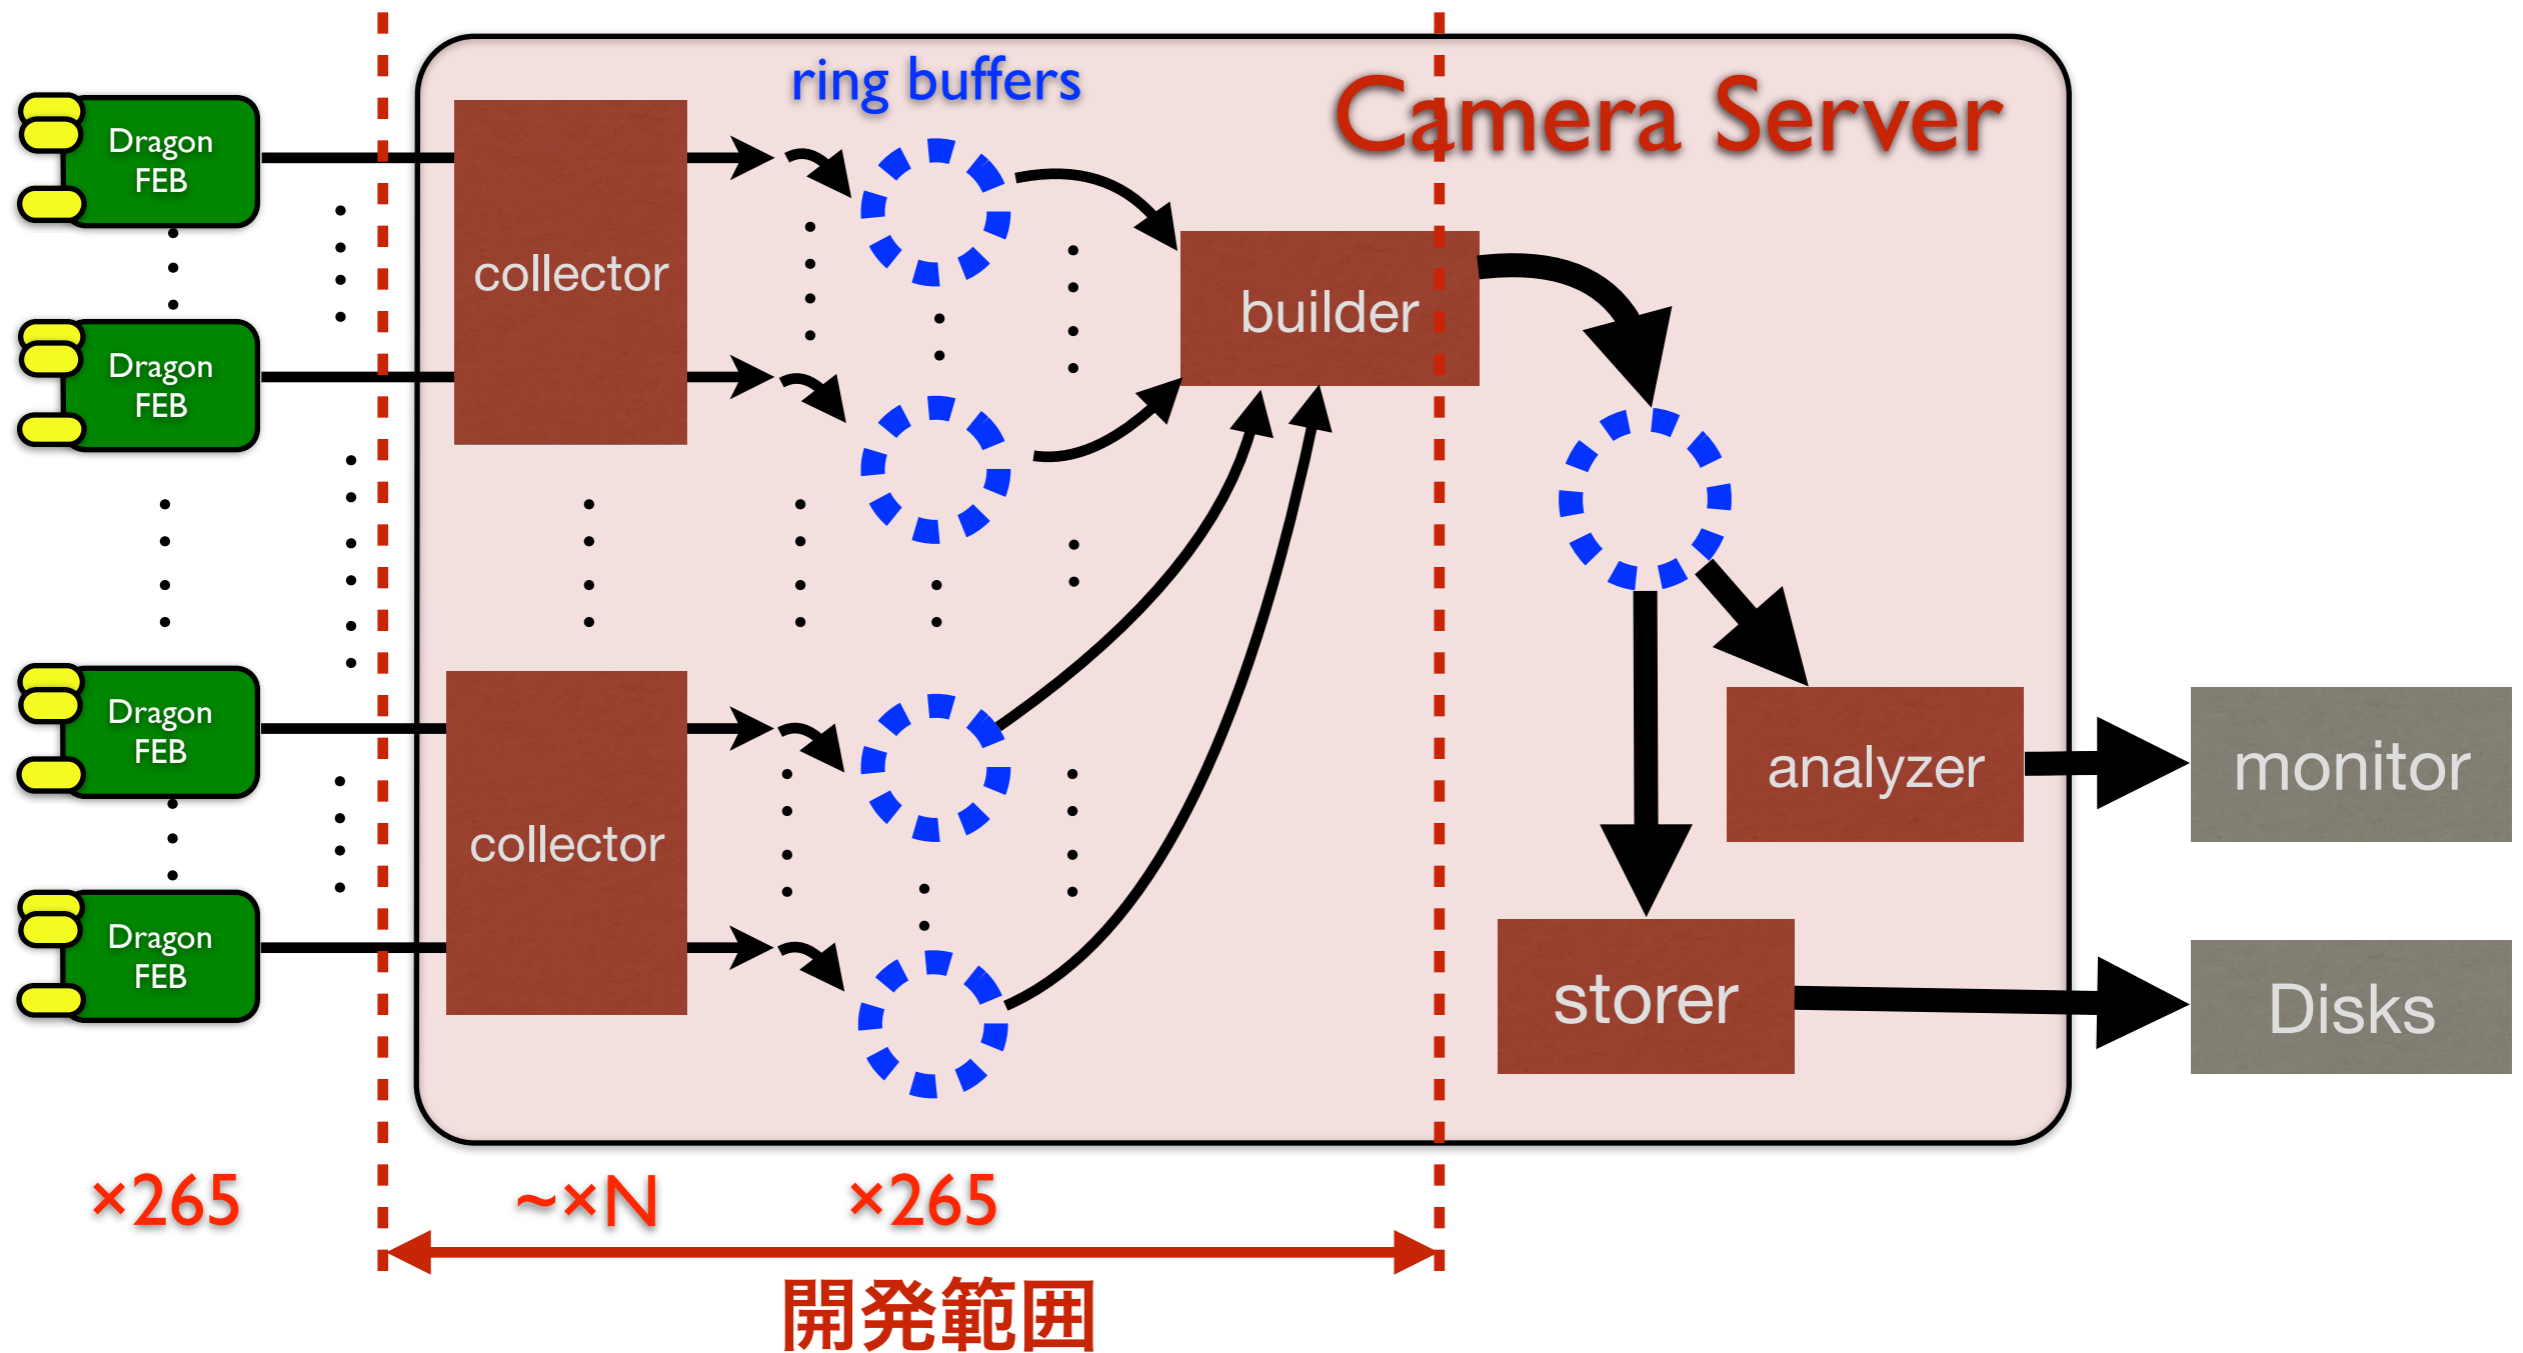 ring buffers
Camera Server
Dragon
FEB
Dragon
FEB
Dragon
FEB
Dragon
FEB
collector
collector
builder
analyzer
storer
monitor
Disks
×265
~×N
×265
開発範囲